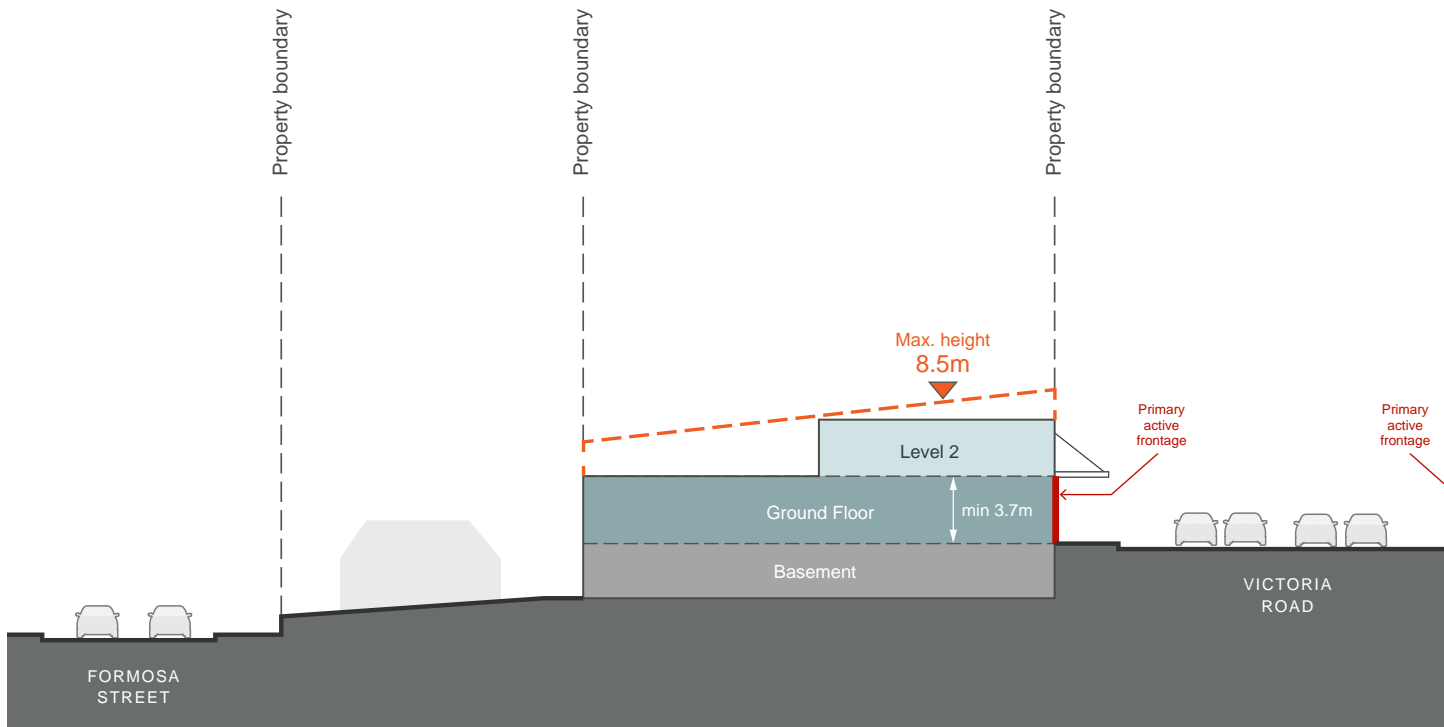 Property boundary
Property boundary
Property boundary
Max. height
8.5m
Primary
active
frontage
Primary
active
frontage
Level 2
Ground Floor
min 3.7m
Basement
VICTORIA
ROAD
FORMOSA
STREET